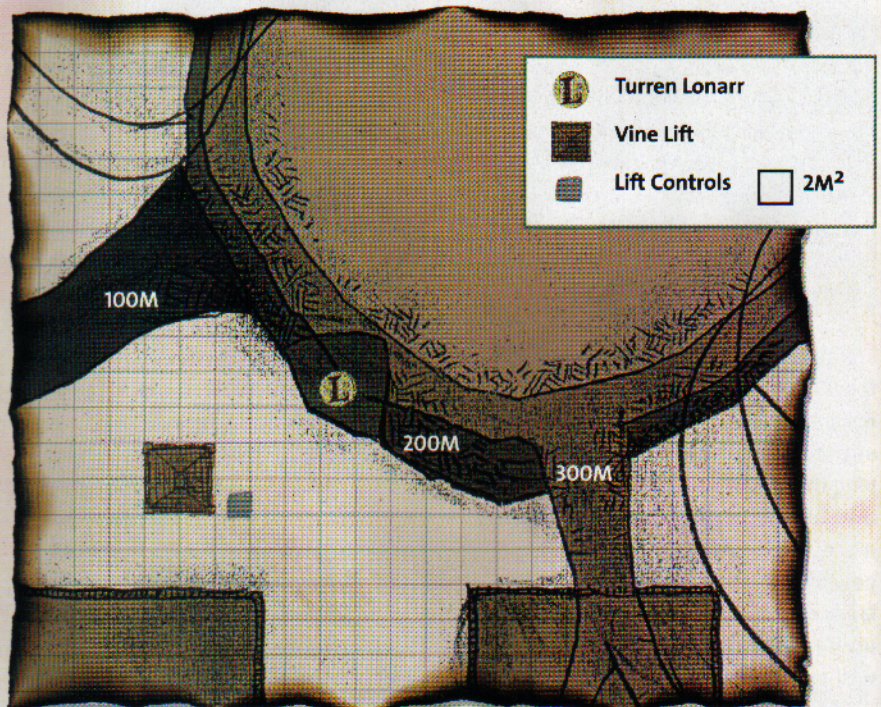 L Turren Lonarr
Vine Lift
Lift Controls 2M²
100M
L
200M
300M